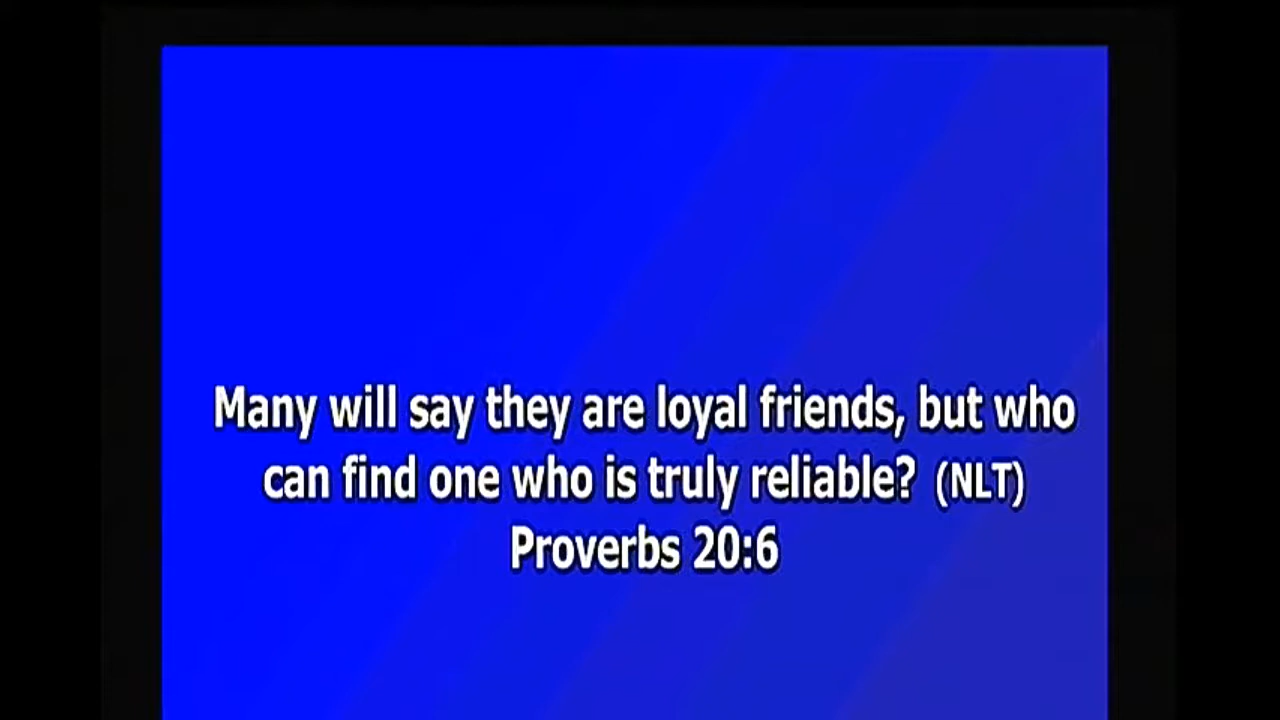 Many will say they are loyal friends, but who
can find one who is truly reliable? (NLT)
Proverbs 20:6